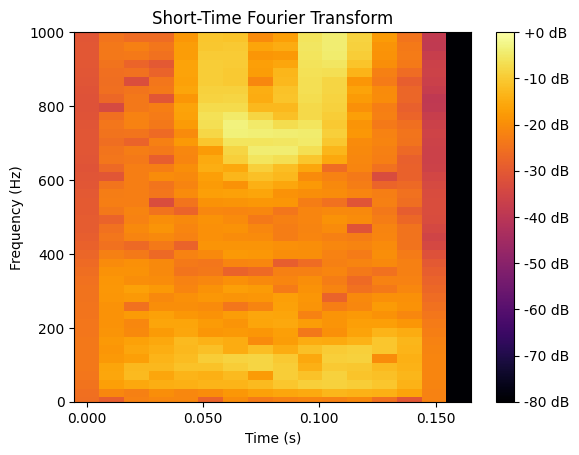 Short-Time Fourier Transform
1000
800
600
400
200
0
Frequency (Hz)
0.000
0.050
0.100
0.150
Time (s)
+0 dB
-10 dB
-20 dB
-30 dB
-40 dB
-50 dB
-60 dB
-70 dB
-80 dB